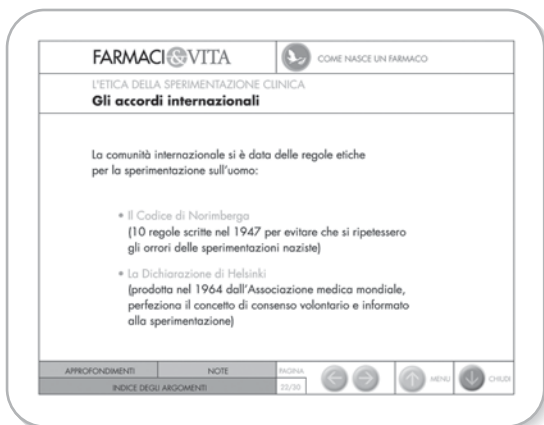 FARMACI&VITA
COME NASCE UN FARMACO
L'ETICA DELLA SPERIMENTAZIONE CLINICA
Gli accordi internazionali
La comunità internazionale si è data delle regole etiche
per la sperimentazione sull'uomo:
• Il Codice di Norimberga
(10 regole scritte nel 1947 per evitare che si ripetessero
gli orrori delle sperimentazioni naziste)
• La Dichiarazione di Helsinki
(prodotta nel 1964 dall'Associazione medica mondiale,
perfeziona il concetto di consenso volontario e informato
alla sperimentazione)
APPROFONDIMENTI NOTE PAGINA
MENU CHIUDI
INDICE DEGLI ARGOMENTI 22/30